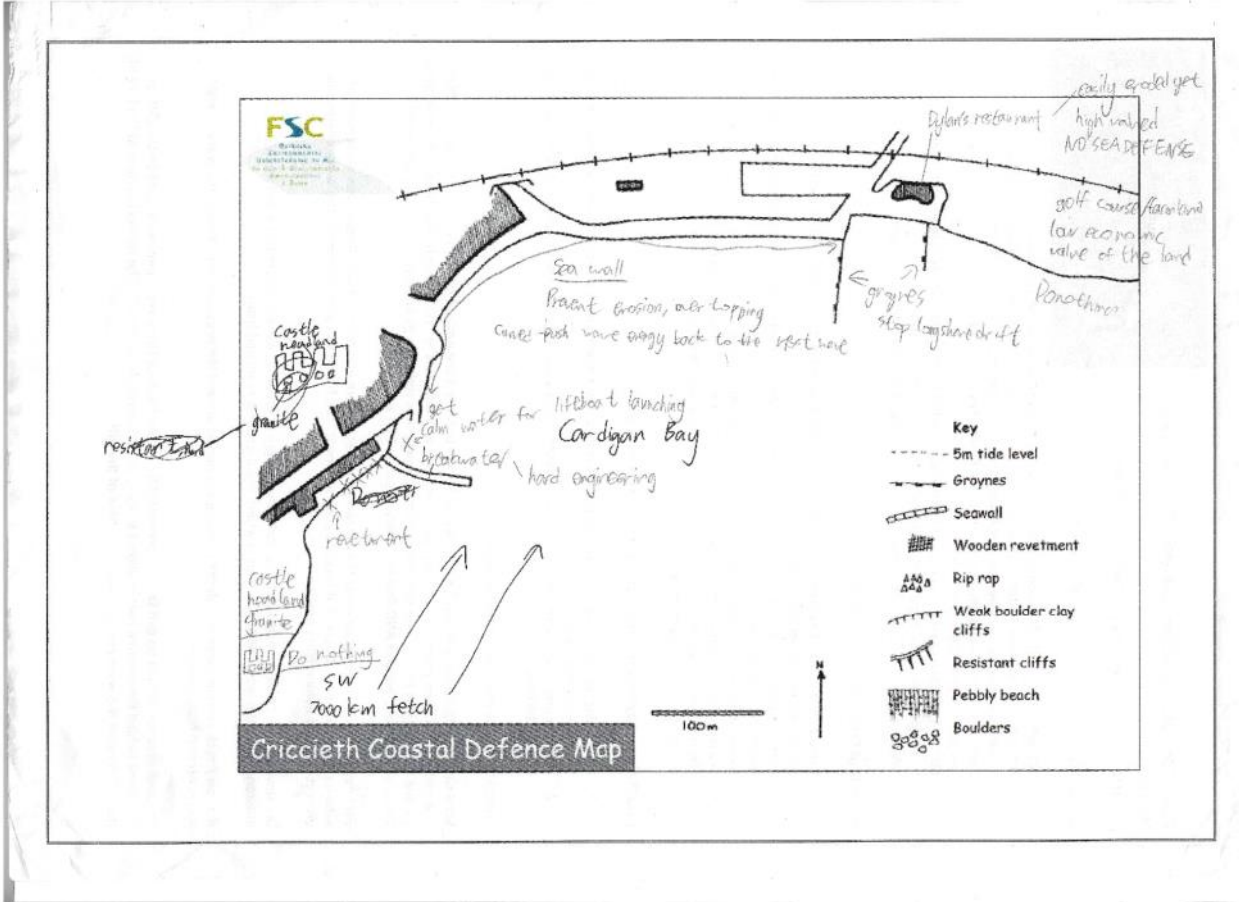 FSC
Dylan's restaurant
easily eroded yet
high valued
NO SEA DEFENSE
golf course/farmland
low economic
value of the land
Sea wall
Prevent erosion, over topping
push wave energy back to the next wave
groynes
stop longshore drift
castle
headland
granite
resistant
get
calm water for lifeboat launching
Cardigan Bay
breakwater
hard engineering
castle
headland
granite
Do nothing
SW
7000 km fetch
Key
5m tide level
Groynes
Seawall
Wooden revetment
Rip rap
Weak boulder clay
cliffs
Resistant cliffs
Pebbly beach
Boulders
N
100m
Criccieth Coastal Defence Map